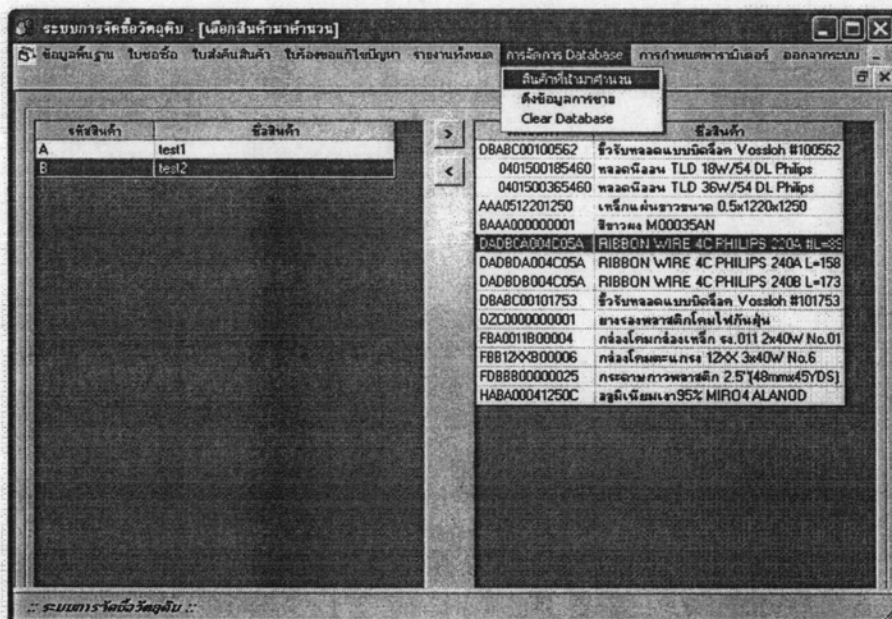 ระบบการจัดซื้อวัตถุดิบ - [เลือกสินค้ามาคำนวน]
ข้อมูลพื้นฐาน ใบขอซื้อ ใบส่งคืนสินค้า ใบร้องขอแก้ไขปัญหา รายงานทั้งหมด การจัดการ Database การกำหนดพารามิเตอร์ ออกจากระบบ
สินค้าที่นำมาคำนวน
ดึงข้อมูลการขาย
Clear Database
รหัสสินค้า ชื่อสินค้า
A test1
B test2
>
<
ชื่อสินค้า
DBABC00100562 ขั้วรับหลอดแบบบิดล็อค Vossloh #100562
0401500185460 หลอดนีออน TLD 18W/54 DL Philips
0401500365460 หลอดนีออน TLD 36W/54 DL Philips
AAA0512201250 เหล็กแผ่นขาวขนาด 0.5x1220x1250
BAAA000000001 สีขาวผง M00035AN
DADBCA004C05A RIBBON WIRE 4C PHILIPS 220A
DADBDA004C05A RIBBON WIRE 4C PHILIPS 240A L=158
DADBDB004C05A RIBBON WIRE 4C PHILIPS 240B L=173
DBABC00101753 ขั้วรับหลอดแบบบิดล็อค Vossloh #101753
DZC0000000001 ยางรองพลาสติกโคมไฟกันฝุ่น
FBA0011B00004 กล่องโคมกล่องเหล็ก รง.011 2x40W No.01
FBB12XXB00006 กล่องโคมตะแกรง 12XX 3x40W No.6
FDBBB00000025 กระดาษกาวพลาสติก 2.5"(48mmx45YDS)
HABA00041250C อลูมิเนียมเงา95% MIRO4 ALANOD
:: ระบบการจัดซื้อวัตถุดิบ ::